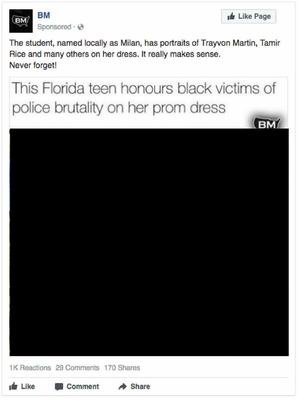 BM
BM
Sponsored ·
Like Page
The student, named locally as Milan, has portraits of Trayvon Martin, Tamir
Rice and many others on her dress. It really makes sense.
Never forget!
This Florida teen honours black victims of
police brutality on her prom dress
BM
1K Reactions 29 Comments 170 Shares
Like Comment Share